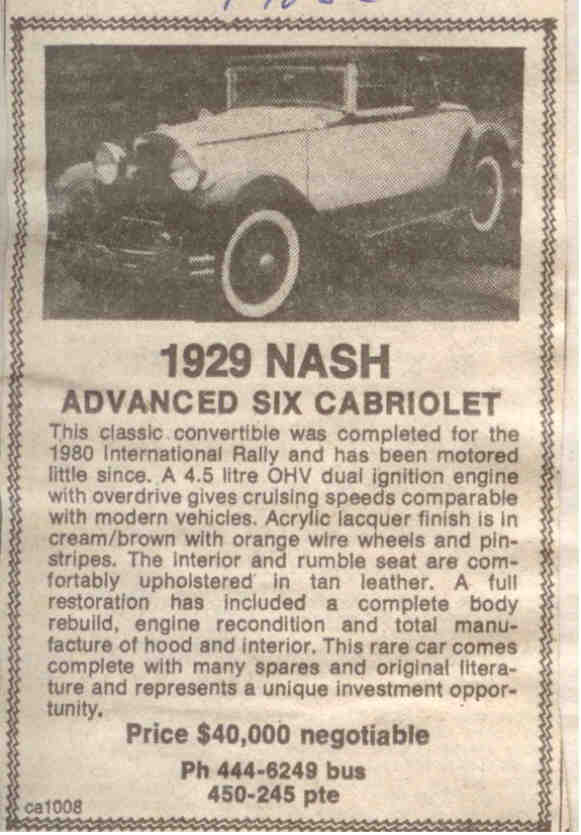 1929 NASH
ADVANCED SIX CABRIOLET
This classic convertible was completed for the
1980 International Rally and has been motored
little since. A 4.5 litre OHV dual ignition engine
with overdrive gives cruising speeds comparable
with modern vehicles. Acrylic lacquer finish is in
cream/brown with orange wire wheels and pin-
stripes. The interior and rumble seat are com-
fortably upholstered in tan leather. A full
restoration has included a complete body
rebuild, engine recondition and total manu-
facture of hood and interior. This rare car comes
complete with many spares and original litera-
ture and represents a unique investment oppor-
tunity.
Price $40,000 negotiable
Ph 444-6249 bus
450-245 pte
ca1008